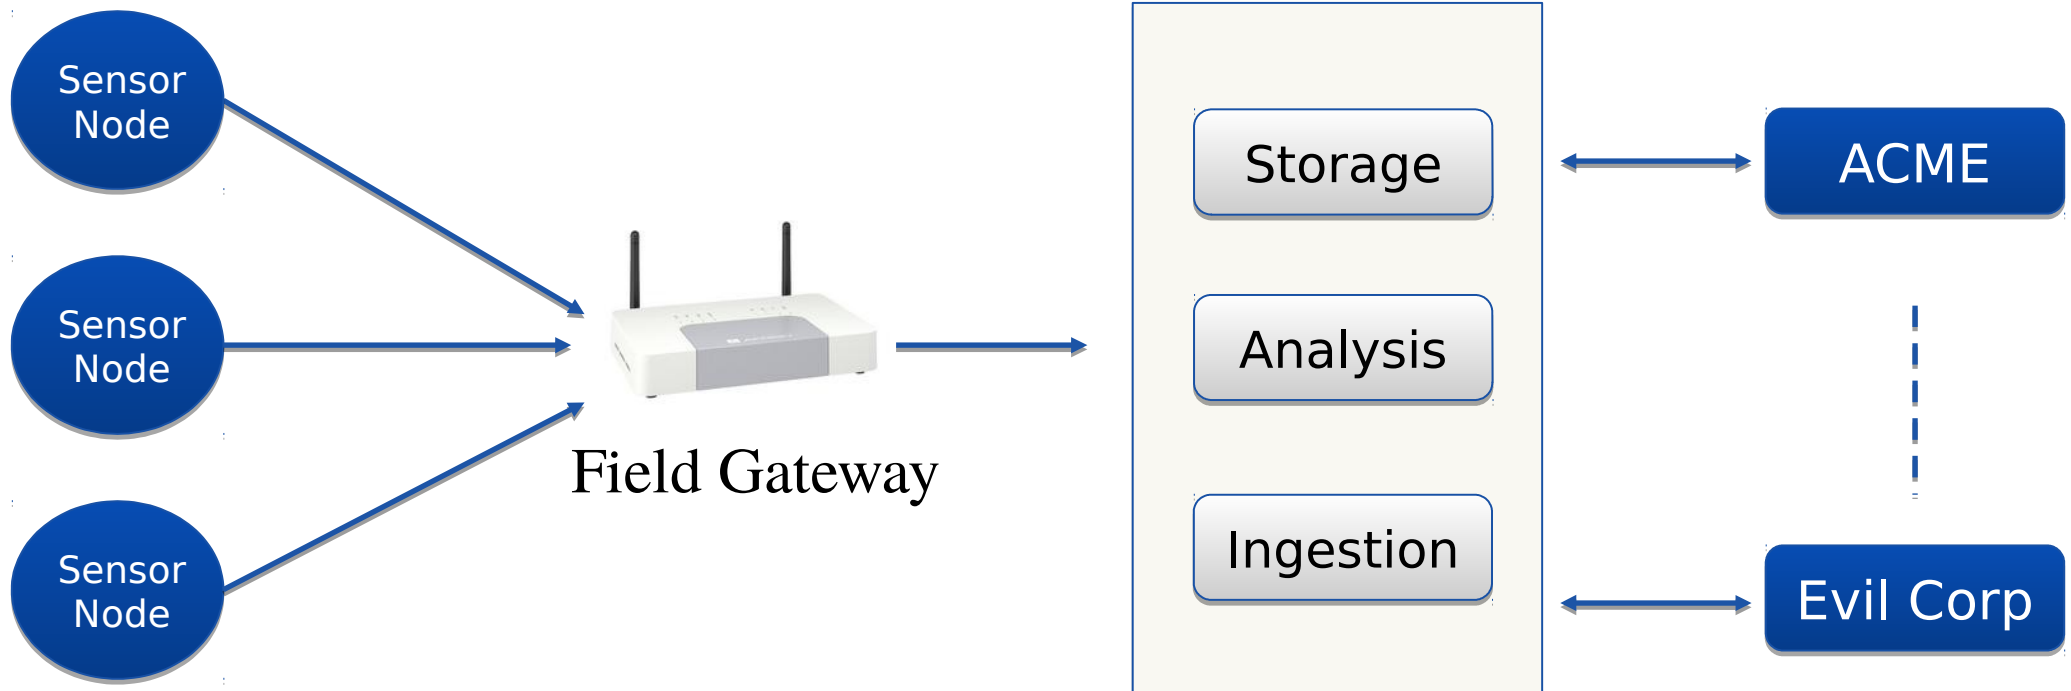 Sensor
Node
Sensor
Node
Sensor
Node
Field Gateway
Storage
Analysis
Ingestion
ACME
Evil Corp